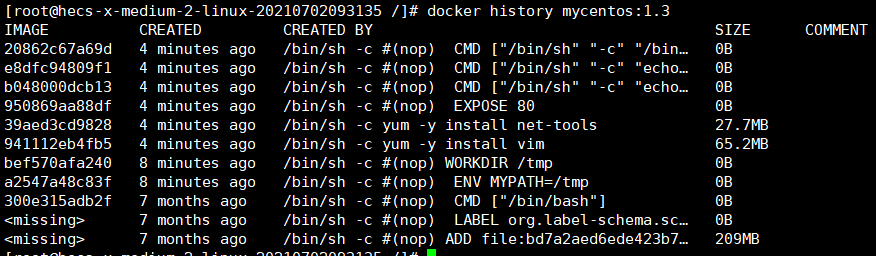 [root@hecs-x-medium-2-linux-20210702093135 /]# docker history mycentos:1.3
IMAGE CREATED CREATED BY SIZE COMMENT
20862c67a69d 4 minutes ago /bin/sh -c #(nop) CMD ["/bin/sh" "-c" "/bin… 0B
e8dfc94809f1 4 minutes ago /bin/sh -c #(nop) CMD ["/bin/sh" "-c" "echo… 0B
b048000dcb13 4 minutes ago /bin/sh -c #(nop) CMD ["/bin/sh" "-c" "echo… 0B
950869aa88df 4 minutes ago /bin/sh -c #(nop) EXPOSE 80 0B
39aed3cd9828 4 minutes ago /bin/sh -c yum -y install net-tools 27.7MB
941112eb4fb5 4 minutes ago /bin/sh -c yum -y install vim 65.2MB
bef570afa240 8 minutes ago /bin/sh -c #(nop) WORKDIR /tmp 0B
a2547a48c83f 8 minutes ago /bin/sh -c #(nop) ENV MYPATH=/tmp 0B
300e315adb2f 7 months ago /bin/sh -c #(nop) CMD ["/bin/bash"] 0B
<missing> 7 months ago /bin/sh -c #(nop) LABEL org.label-schema.sc… 0B
<missing> 7 months ago /bin/sh -c #(nop) ADD file:bd7a2aed6ede423b7… 209MB
[root@hecs-x-medium-2-linux-20210702093135 /]#